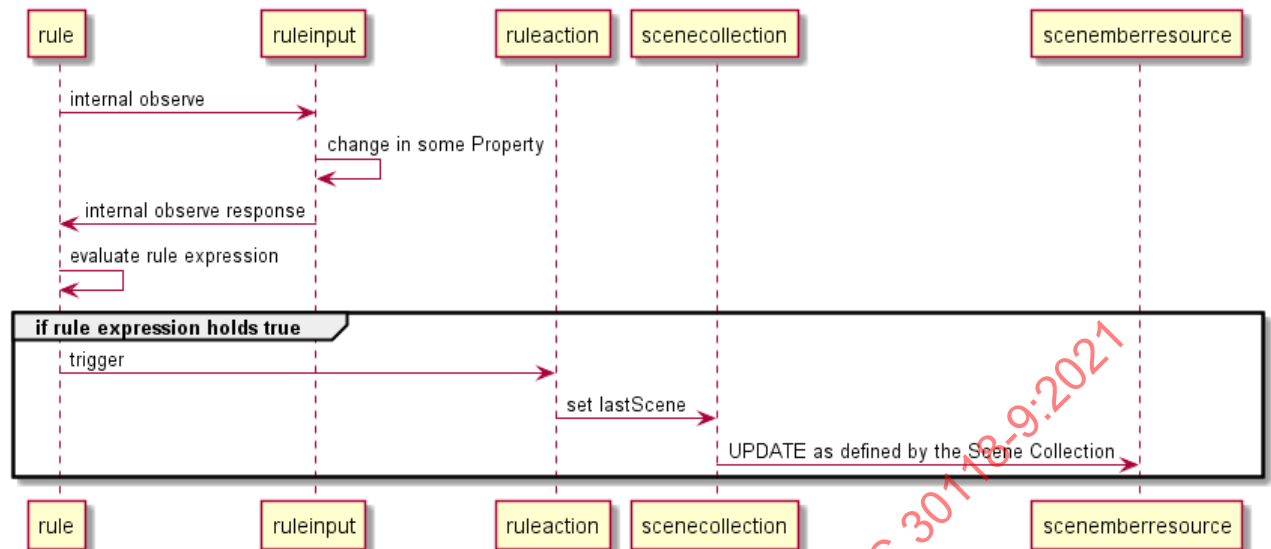 rule ruleinput ruleaction scenecollection scenemberresource
internal observe
change in some Property
internal observe response
evaluate rule expression
if rule expression holds true
trigger
set lastScene
UPDATE as defined by the Scene Collection
rule ruleinput ruleaction scenecollection scenemberresource
30118-9:2021